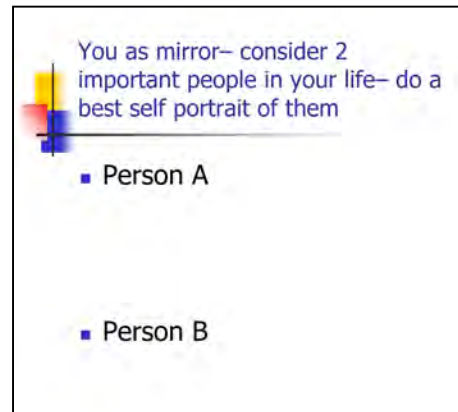 You as mirror– consider 2
important people in your life– do a
best self portrait of them
Person A
Person B